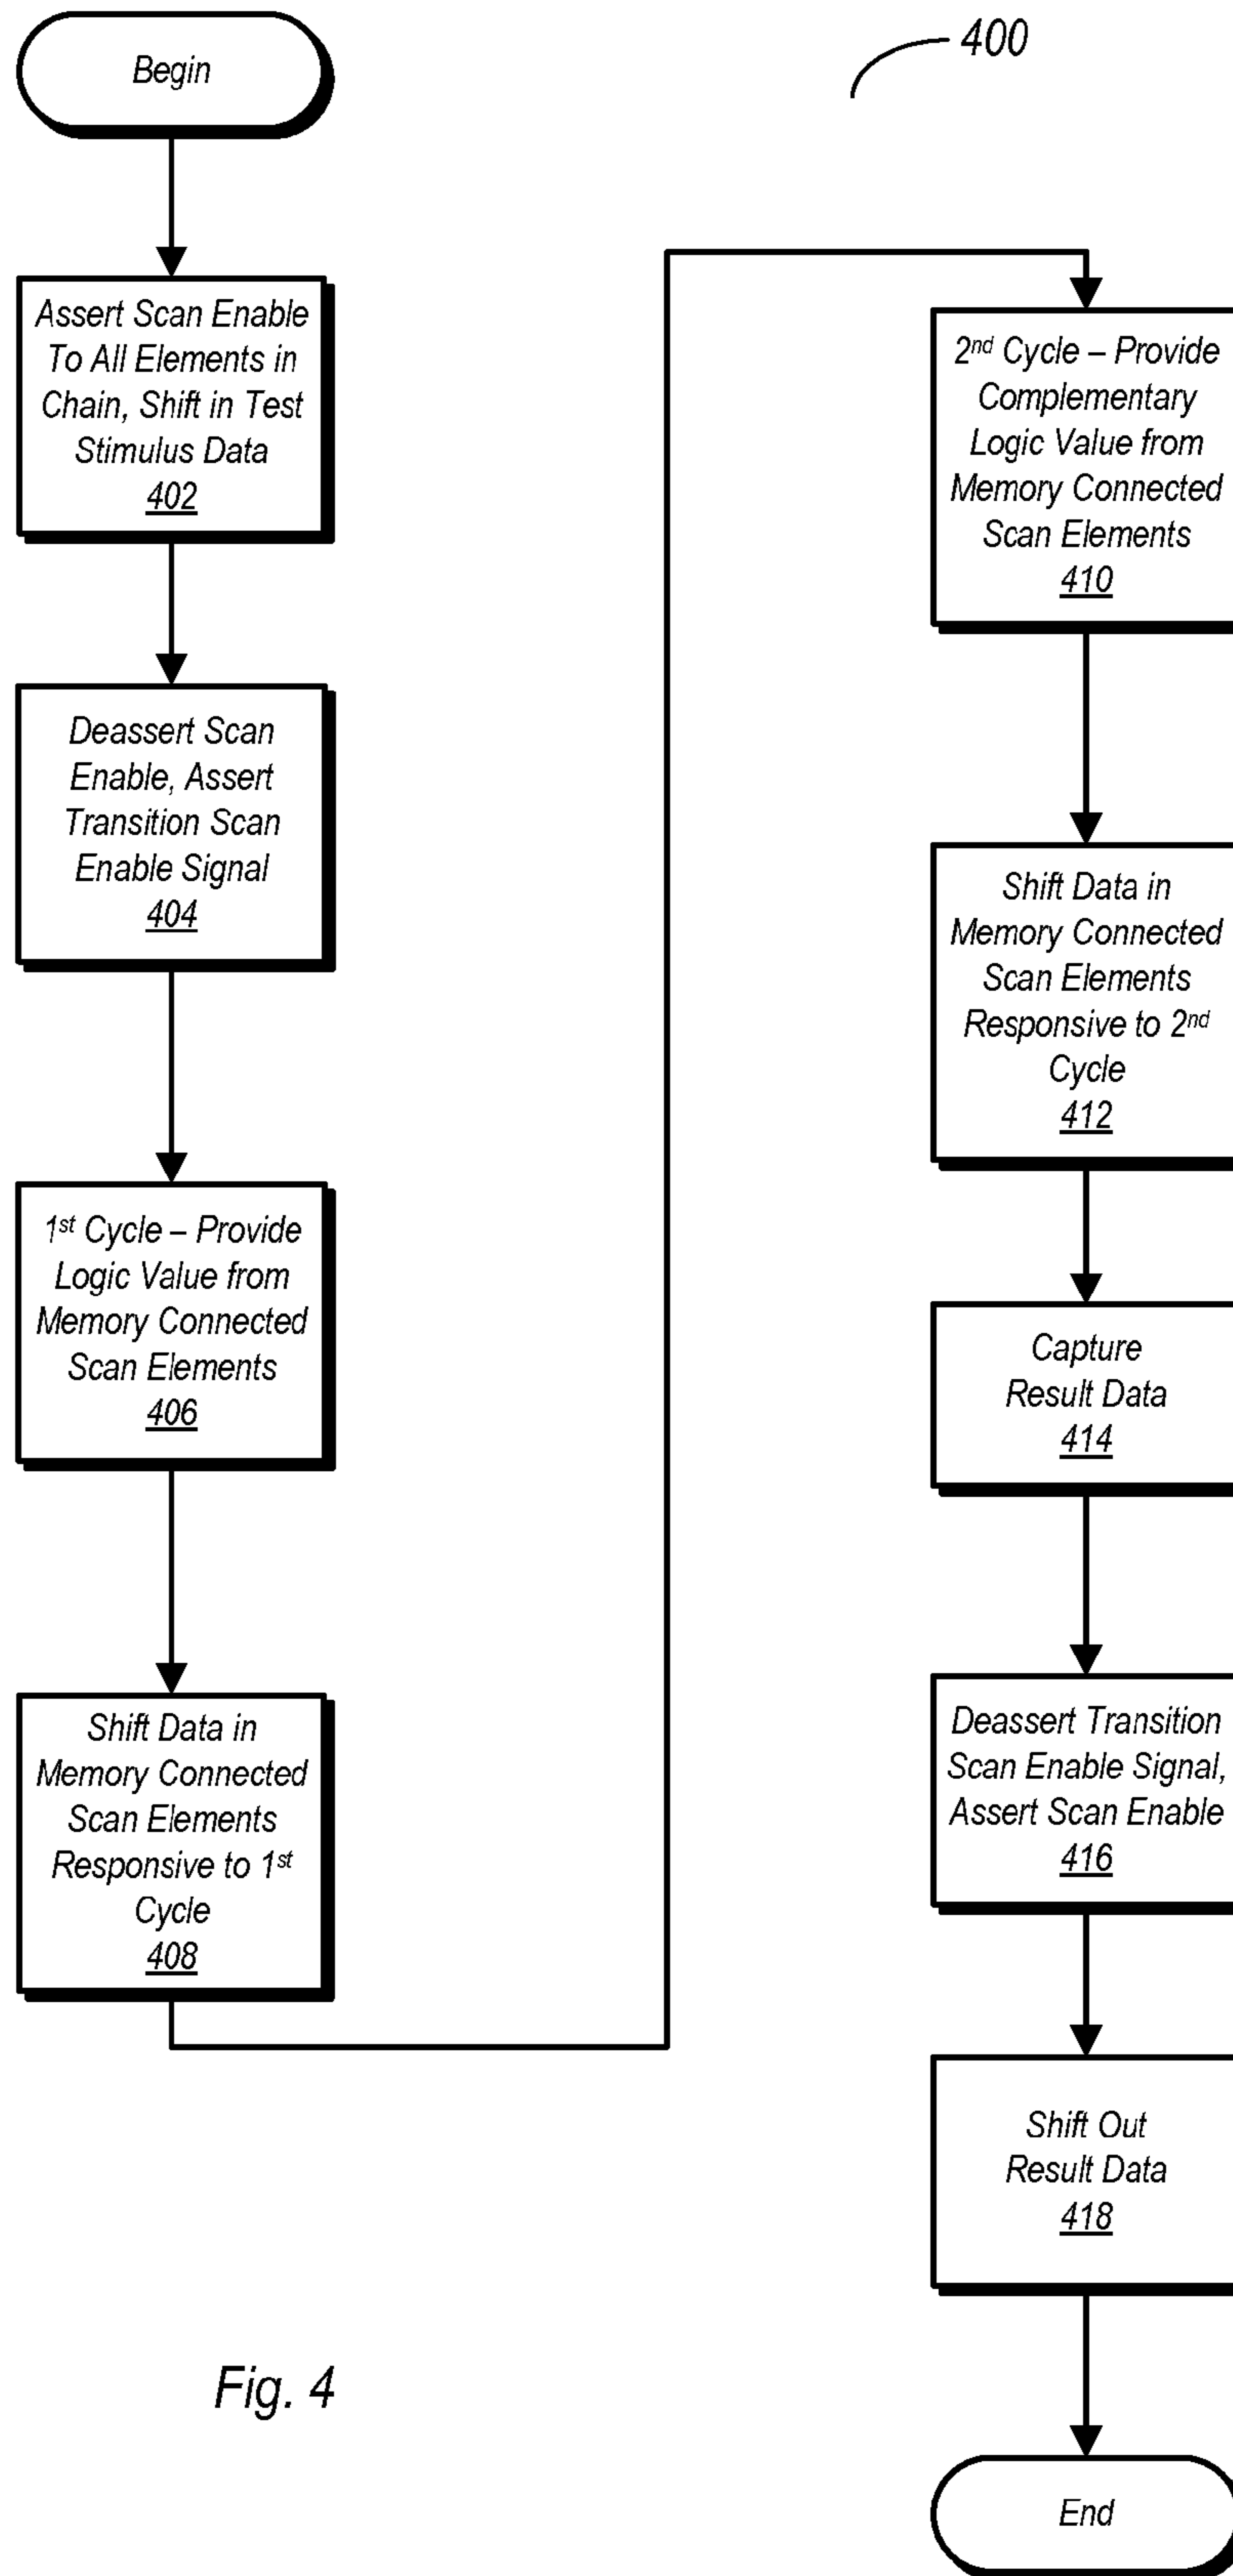 Begin
Assert Scan Enable
To All Elements in
Chain, Shift in Test
Stimulus Data
402
Deassert Scan
Enable, Assert
Transition Scan
Enable Signal
404
1st Cycle – Provide
Logic Value from
Memory Connected
Scan Elements
406
Shift Data in
Memory Connected
Scan Elements
Responsive to 1st
Cycle
408
400
2nd Cycle – Provide
Complementary
Logic Value from
Memory Connected
Scan Elements
410
Shift Data in
Memory Connected
Scan Elements
Responsive to 2nd
Cycle
412
Capture
Result Data
414
Deassert Transition
Scan Enable Signal,
Assert Scan Enable
416
Shift Out
Result Data
418
End
Fig. 4